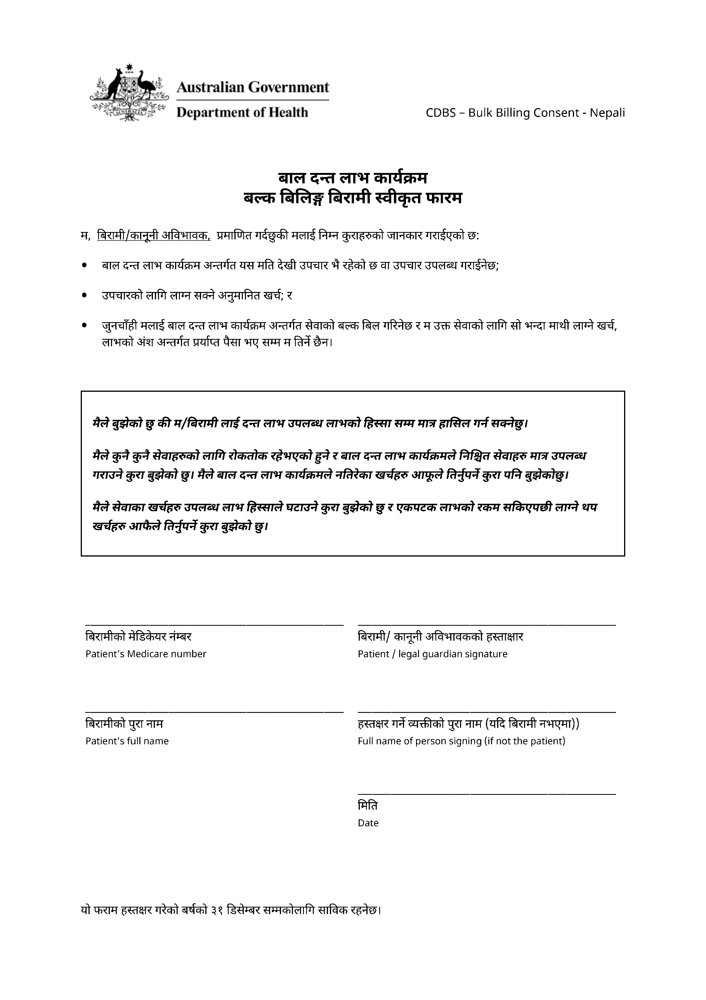 AUSTRALIA
Australian Government
Department of Health
CDBS – Bulk Billing Consent - Nepali
बाल दन्त लाभ कार्यक्रम
बल्क बिलिङ्ग बिरामी स्वीकृत फारम
म, बिरामी/कानूनी अविभावक, प्रमाणित गर्दछुकी मलाई निम्न कुराहरुको जानकार गराईएको छ:
• बाल दन्त लाभ कार्यक्रम अन्तर्गत यस मति देखी उपचार भै रहेको छ वा उपचार उपलब्ध गराईनेछ;
• उपचारको लागि लाग्न सक्ने अनुमानित खर्च; र
• जुनचाँही मलाई बाल दन्त लाभ कार्यक्रम अन्तर्गत सेवाको बल्क बिल गरिनेछ र म उक्त सेवाको लागि सो भन्दा माथी लाग्ने खर्च,
लाभको अंश अन्तर्गत प्रर्याप्त पैसा भए सम्म म तिर्ने छैन।
मैले बुझेको छु की म/बिरामी लाई दन्त लाभ उपलब्ध लाभको हिस्सा सम्म मात्र हासिल गर्न सक्नेछु।
मैले कुनै कुनै सेवाहरुको लागि रोकतोक रहेभएको हुने र बाल दन्त लाभ कार्यक्रमले निश्चित सेवाहरु मात्र उपलब्ध
गराउने कुरा बुझेको छु। मैले बाल दन्त लाभ कार्यक्रमले नतिरेका खर्चहरु आफूले तिर्नुपर्ने कुरा पनि बुझेकोछु।
मैले सेवाका खर्चहरु उपलब्ध लाभ हिस्साले घटाउने कुरा बुझेको छु र एकपटक लाभको रकम सकिएपछी लाग्ने थप
खर्चहरु आफैले तिर्नुपर्ने कुरा बुझेको छु।
बिरामीको मेडिकेयर नंम्बर
Patient’s Medicare number
बिरामी/ कानूनी अविभावकको हस्ताक्षार
Patient / legal guardian signature
बिरामीको पुरा नाम
Patient’s full name
हस्तक्षर गर्ने व्यक्तीको पुरा नाम (यदि बिरामी नभएमा))
Full name of person signing (if not the patient)
मिति
Date
यो फराम हस्तक्षर गरेको बर्षको ३१ डिसेम्बर सम्मकोलागि साविक रहनेछ।